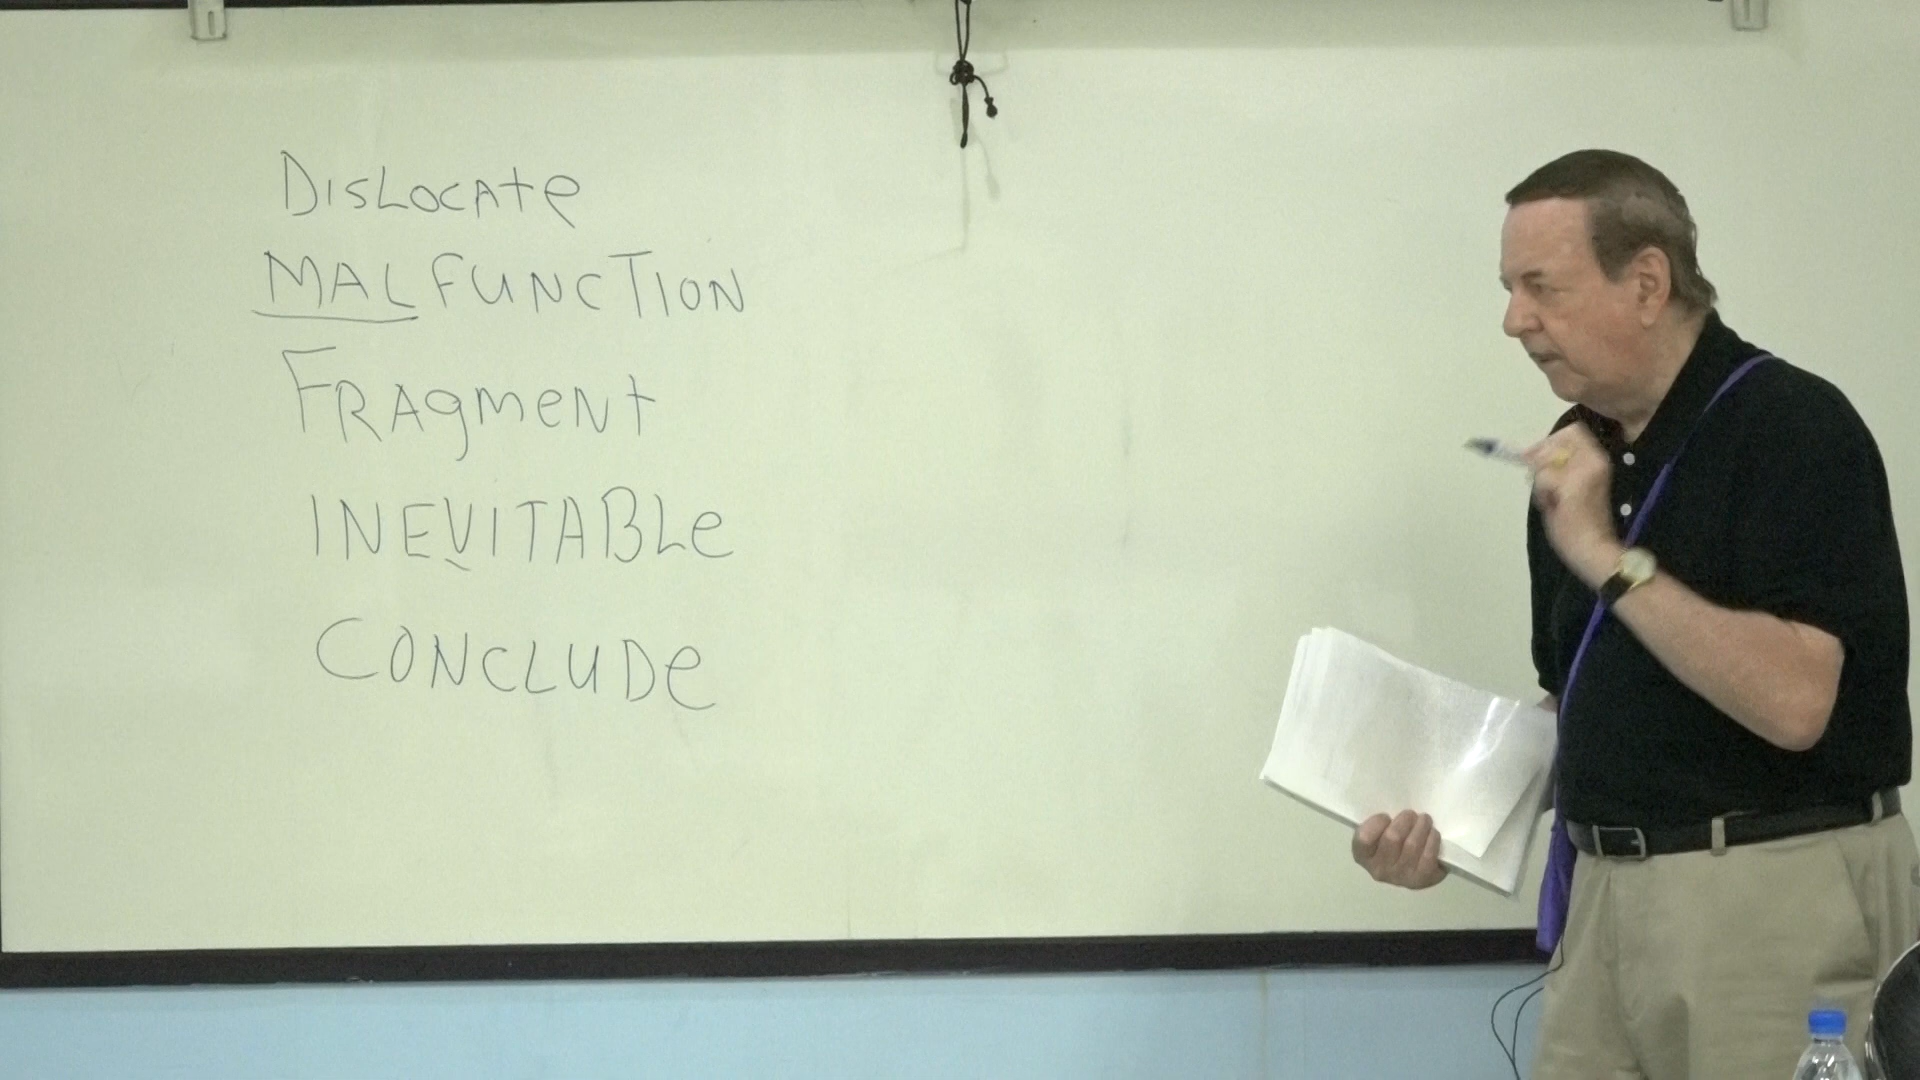 DisLocAte
MALFUNCTION
FRAgmeNt
INEVITABLe
CONCLUDe